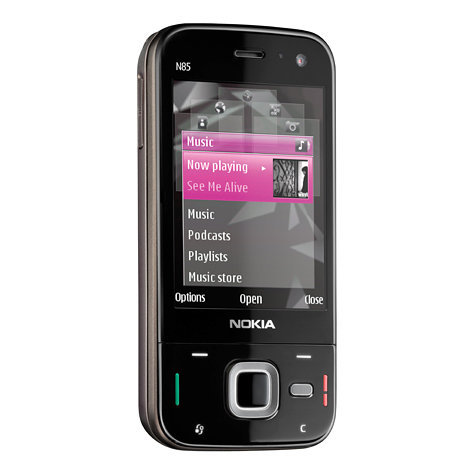 N85
Music
Now playing
See Me Alive
Music
Podcasts
Playlists
Music store
Options Open Close
NOKIA
C